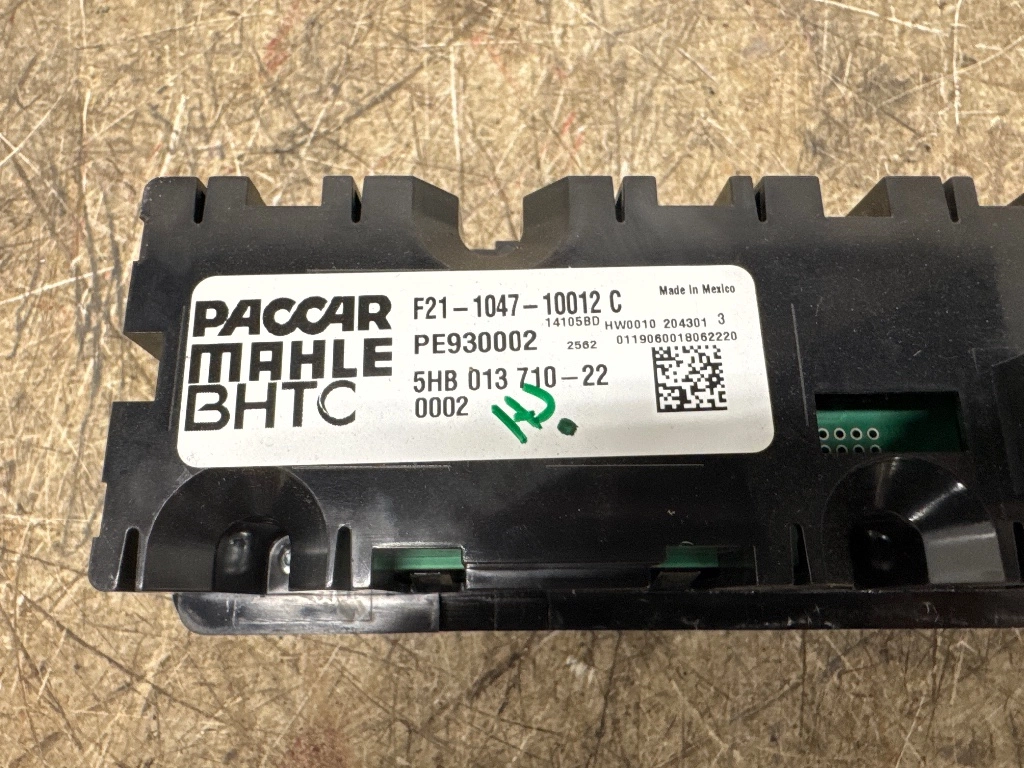 PACCAR
MAHLE
BHTC
F21-1047-10012 C
Made in Mexico
PE930002
14105BD HW0010 204301 3
2562 0119060018062220
5HB 013 710-22
0002